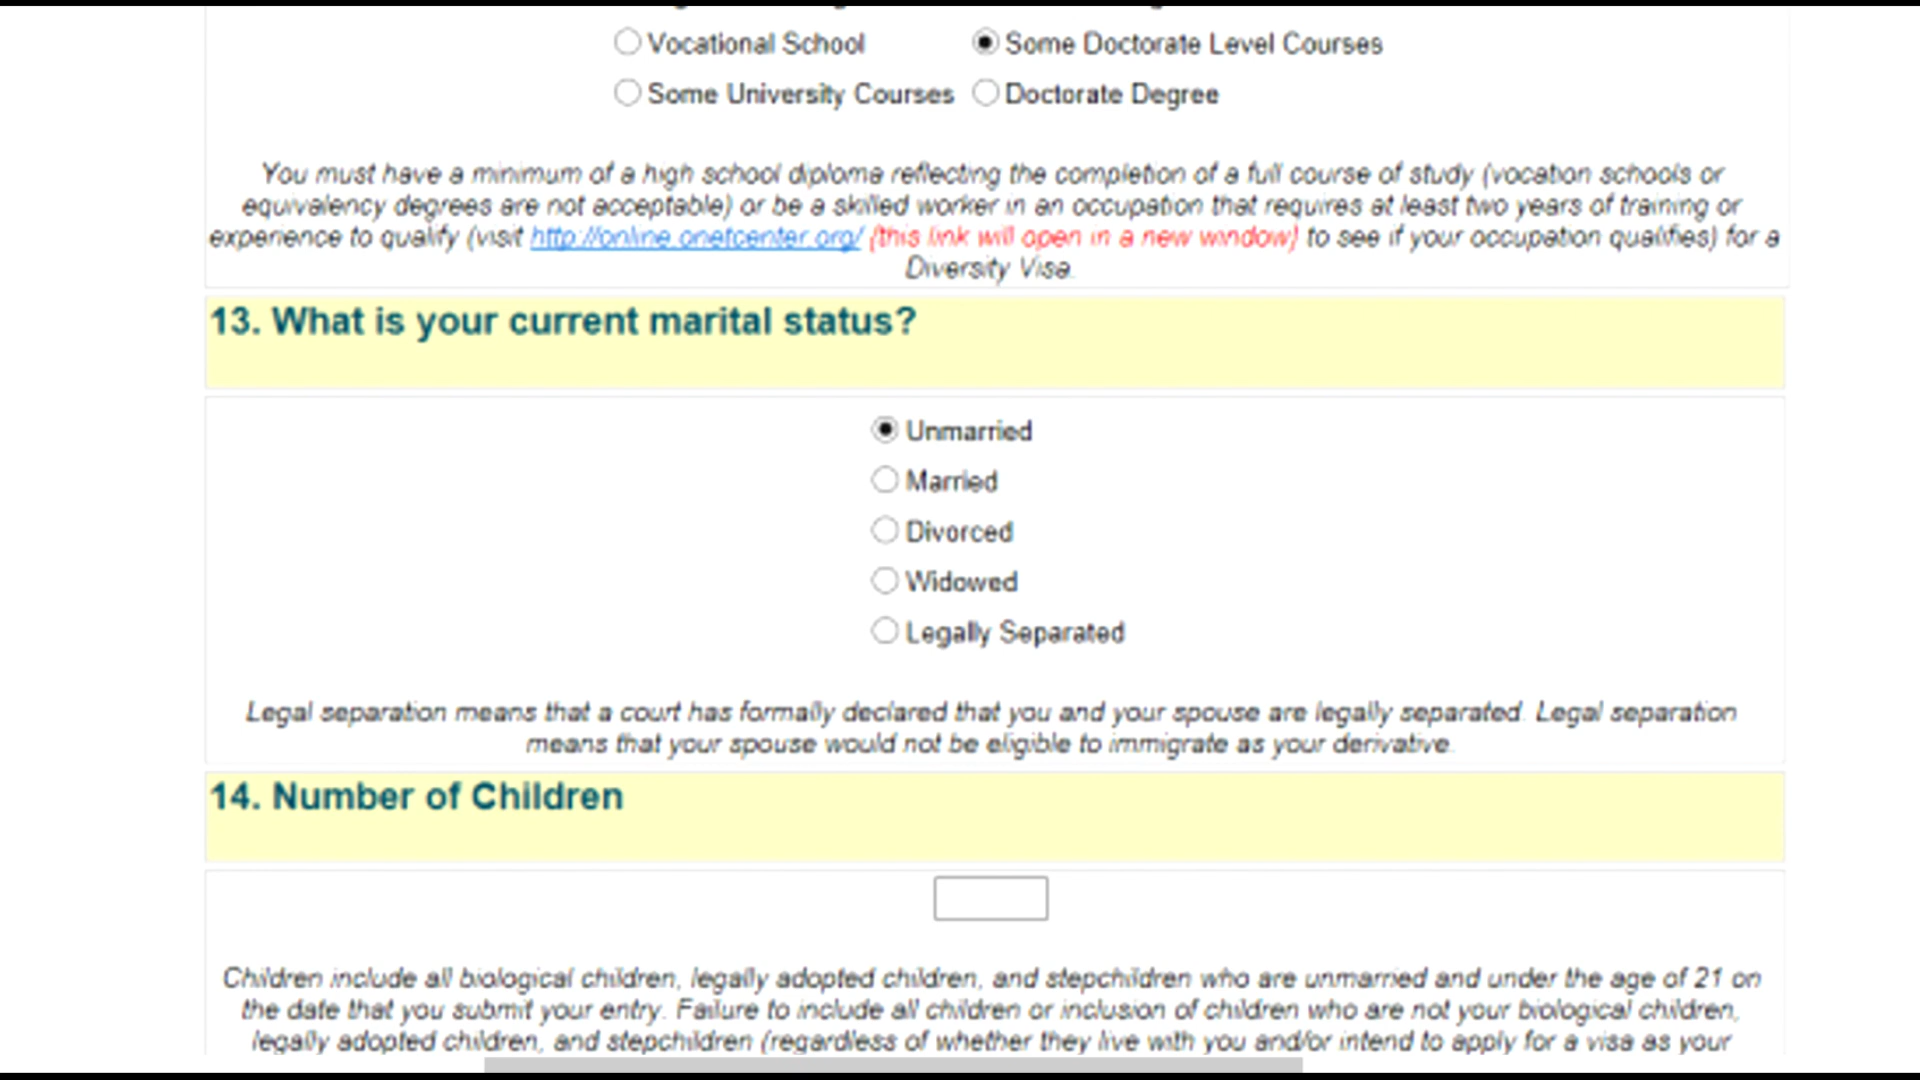 Vocational School
Some Doctorate Level Courses
Some University Courses
Doctorate Degree
You must have a minimum of a high school diploma reflecting the completion of a full course of study (vocation schools or
equivalency degrees are not acceptable) or be a skilled worker in an occupation that requires at least two years of training or
experience to qualify (visit http://online.onetcenter.org/ (this link will open in a new window) to see if your occupation qualifies) for a
Diversity Visa.
13. What is your current marital status?
Unmarried
Married
Divorced
Widowed
Legally Separated
Legal separation means that a court has formally declared that you and your spouse are legally separated. Legal separation
means that your spouse would not be eligible to immigrate as your derivative.
14. Number of Children
Children include all biological children, legally adopted children, and stepchildren who are unmarried and under the age of 21 on
the date that you submit your entry. Failure to include all children or inclusion of children who are not your biological children,
legally adopted children, and stepchildren (regardless of whether they live with you and/or intend to apply for a visa as your